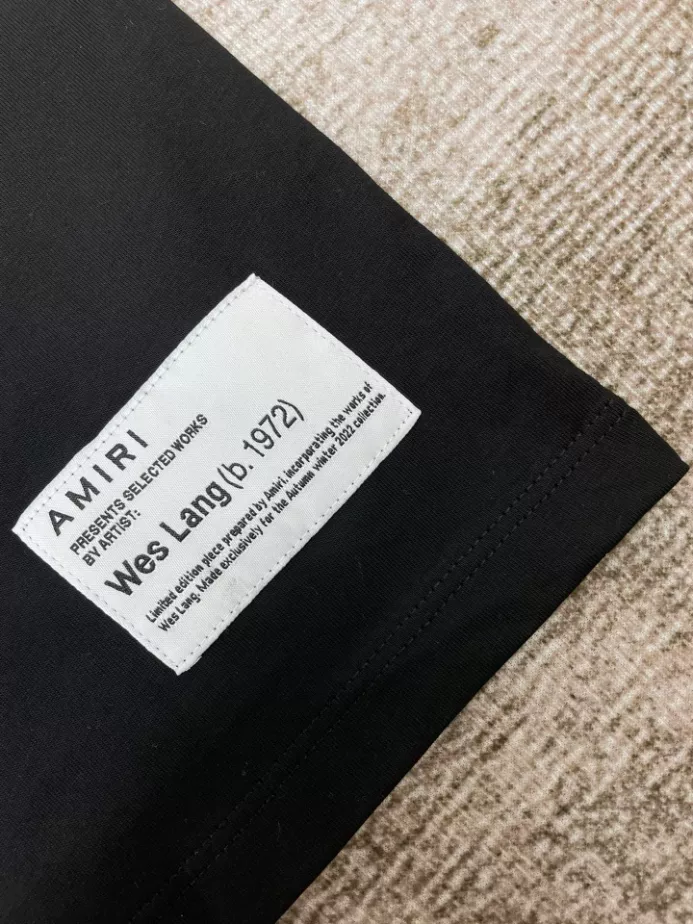 AMIRI
PRESENTS SELECTED WORKS
BY ARTIST:
Wes Lang (b. 1972)
Limited edition piece prepared by Amiri, incorporating the works of
Wes Lang. Made exclusively for the Autumn Winter 2022 collection.